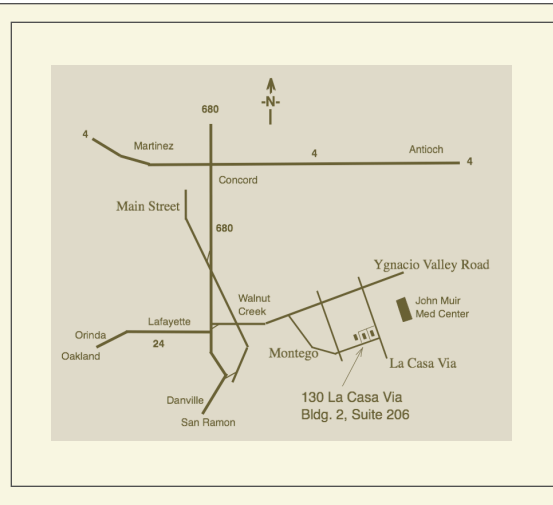 -N-
680
4
Martinez
4
Antioch
4
Concord
Main Street
680
Ygnacio Valley Road
Walnut
Creek
John Muir
Med Center
Lafayette
Orinda
24
Oakland
Montego
La Casa Via
130 La Casa Via
Bldg. 2, Suite 206
Danville
San Ramon